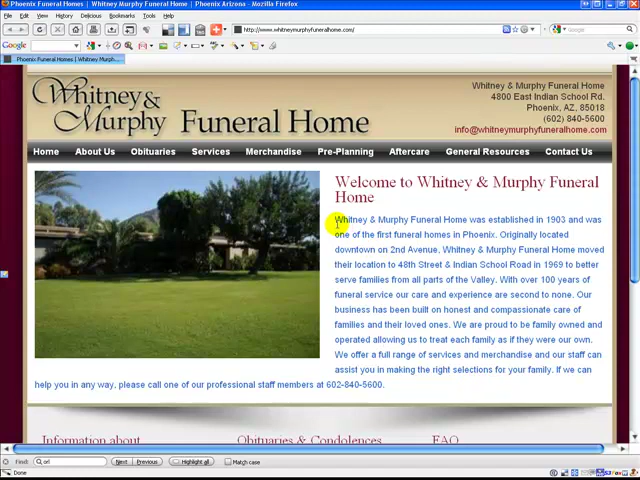 Phoenix Funeral Homes | Whitney Murphy Funeral Home | Phoenix Arizona - Mozilla Firefox
File Edit View History Delicious Bookmarks Tools Help
http://www.whitneymurphyfuneralhome.com/
Google
Google
Phoenix Funeral Homes | Whitney Murph...
Whitney & Murphy Funeral Home
Whitney & Murphy Funeral Home
4800 East Indian School Rd.
Phoenix, AZ, 85018
(602) 840-5600
info@whitneymurphyfuneralhome.com
Home About Us Obituaries Services Merchandise Pre-Planning Aftercare General Resources Contact Us
Welcome to Whitney & Murphy Funeral
Home
Whitney & Murphy Funeral Home was established in 1903 and was
one of the first funeral homes in Phoenix. Originally located
downtown on 2nd Avenue, Whitney & Murphy Funeral Home moved
their location to 48th Street & Indian School Road in 1969 to better
serve families from all parts of the Valley. With over 100 years of
funeral service our care and experience are second to none. Our
business has been built on honest and compassionate care of
families and their loved ones. We are proud to be family owned and
operated allowing us to treat each family as if they were our own.
We offer a full range of services and merchandise and our staff can
assist you in making the right selections for your family. If we can
help you in any way, please call one of our professional staff members at 602-840-5600.
Information about Obituaries & Condolences FAQ
Find: orl Next Previous Highlight all Match case
Done